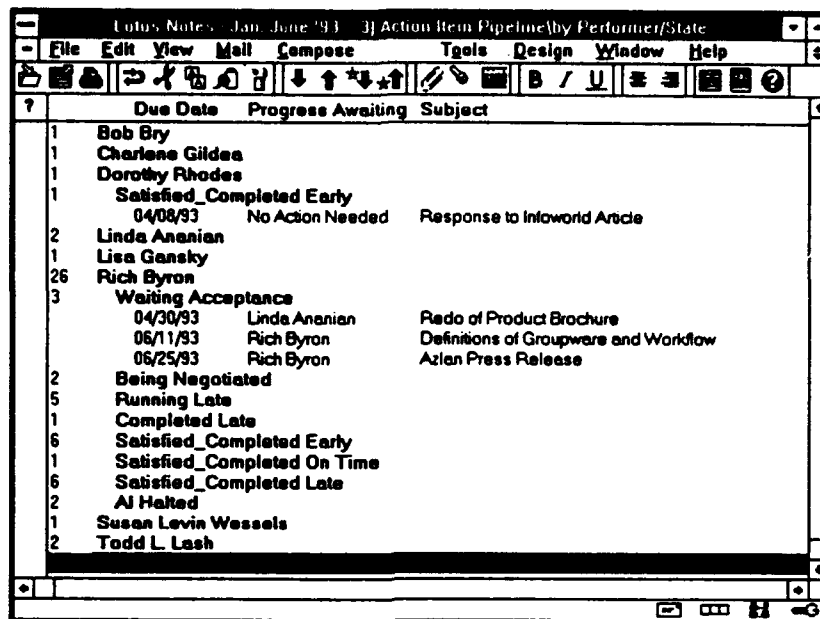 Lotus Notes - Jan. June '93 - 3] Action Item Pipeline\by Performer/State
File Edit View Mail Compose Tools Design Window Help
B I U
? Due Date Progress Awaiting Subject
1 Bob Bry
1 Charlene Gildea
1 Dorothy Rhodes
1 Satisfied_Completed Early
04/08/93 No Action Needed Response to Infoworld Article
2 Linda Ananian
1 Lisa Gansky
26 Rich Byron
3 Waiting Acceptance
04/30/93 Linda Ananian Redo of Product Brochure
06/11/93 Rich Byron Definitions of Groupware and Workflow
06/25/93 Rich Byron Azlan Press Release
2 Being Negotiated
5 Running Late
1 Completed Late
6 Satisfied_Completed Early
1 Satisfied_Completed On Time
6 Satisfied_Completed Late
2 AI Halted
1 Susan Levin Wessels
2 Todd L. Lash